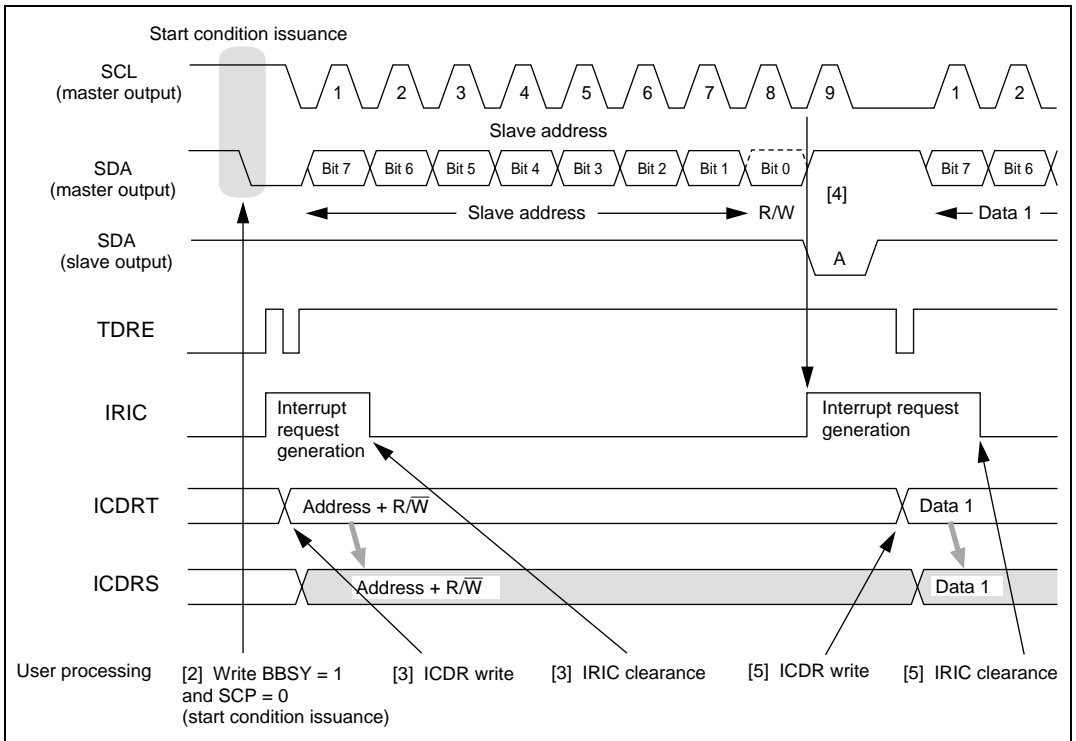 Start condition issuance
SCL
(master output)
1 2 3 4 5 6 7 8 9 1 2
Slave address
SDA
(master output)
Bit 7 Bit 6 Bit 5 Bit 4 Bit 3 Bit 2 Bit 1 Bit 0 Bit 7 Bit 6
[4]
Slave address R/W Data 1
SDA
(slave output)
A
TDRE
IRIC
Interrupt
request
generation
Interrupt request
generation
ICDRT
Address + R/W̅
Data 1
ICDRS
Address + R/W̅
Data 1
User processing
[2] Write BBSY = 1
and SCP = 0
(start condition issuance)
[3] ICDR write
[3] IRIC clearance
[5] ICDR write
[5] IRIC clearance